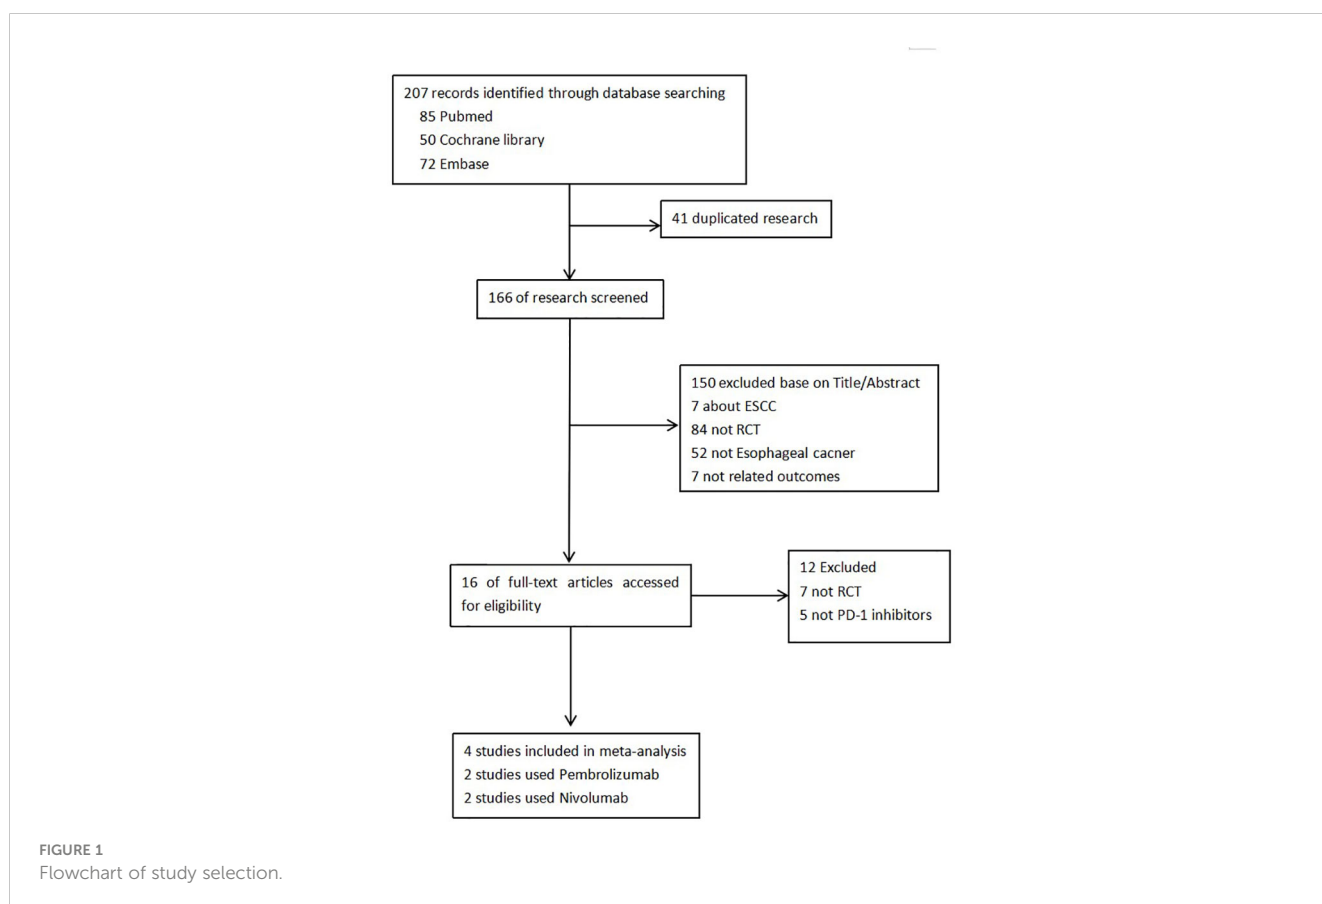 207 records identified through database searching
85 Pubmed
50 Cochrane library
72 Embase
41 duplicated research
166 of research screened
150 excluded base on Title/Abstract
7 about ESCC
84 not RCT
52 not Esophageal cacner
7 not related outcomes
16 of full-text articles accessed
for eligibility
12 Excluded
7 not RCT
5 not PD-1 inhibitors
4 studies included in meta-analysis
2 studies used Pembrolizumab
2 studies used Nivolumab
FIGURE 1
Flowchart of study selection.